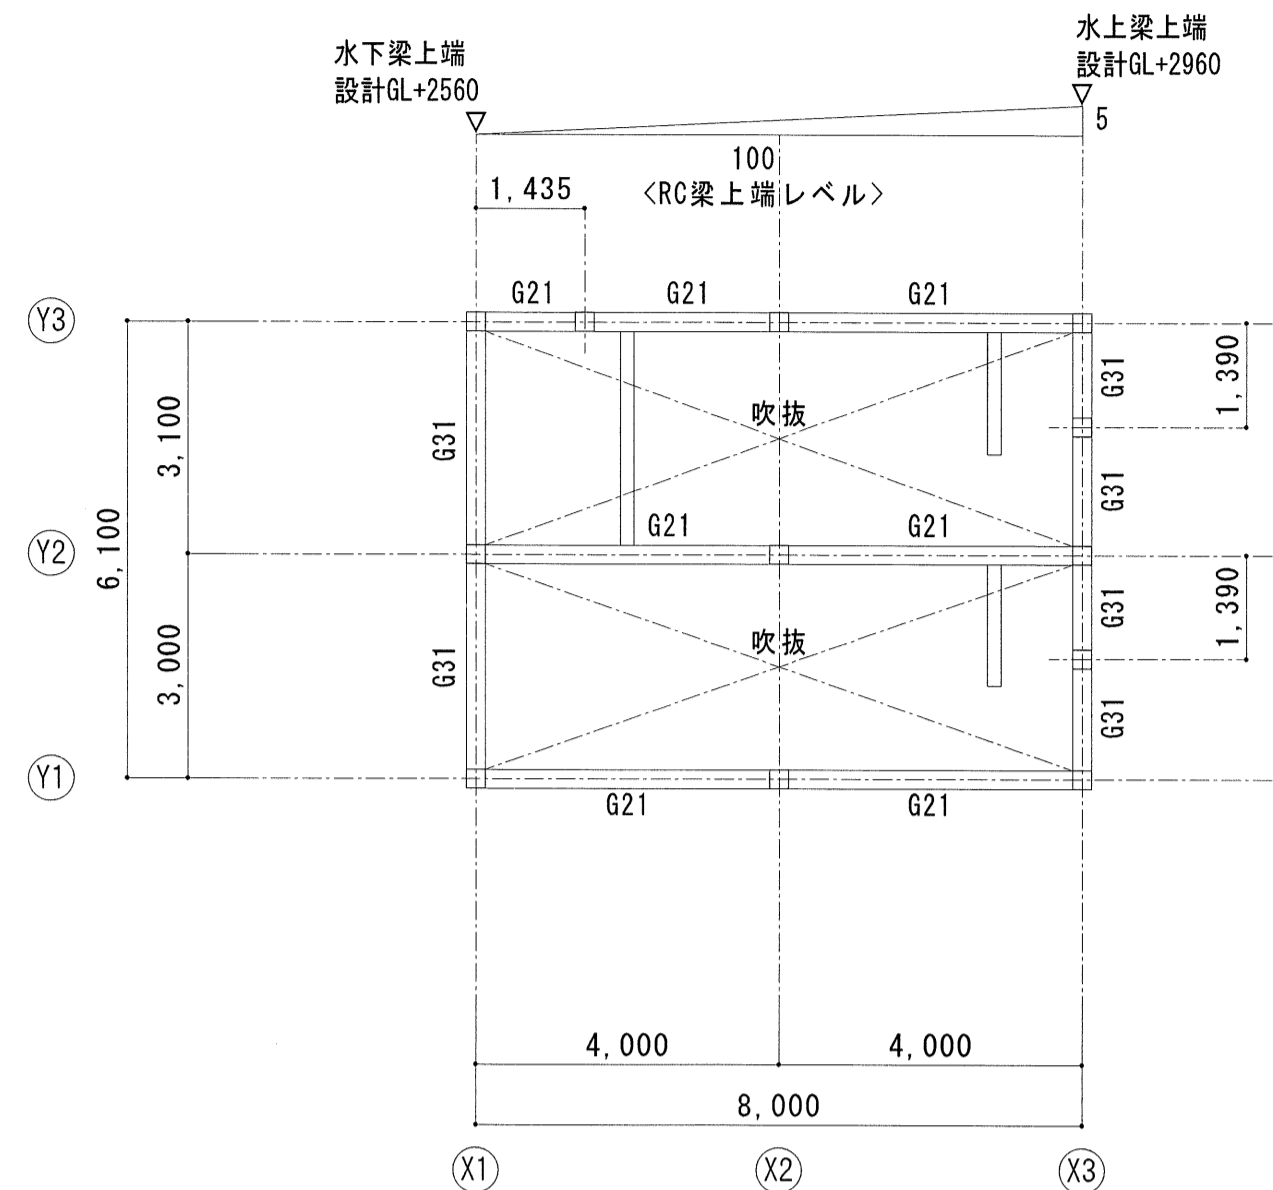 水下梁上端
設計GL+2560
水上梁上端
設計GL+2960
5
100
<RC梁上端レベル>
1,435
G21
G21
G21
Y3
G31
1,390
3,100
吹抜
G31
G31
6,100
G21
G21
Y2
G31
1,390
3,000
吹抜
G31
G31
Y1
G21
G21
4,000
4,000
8,000
X1
X2
X3